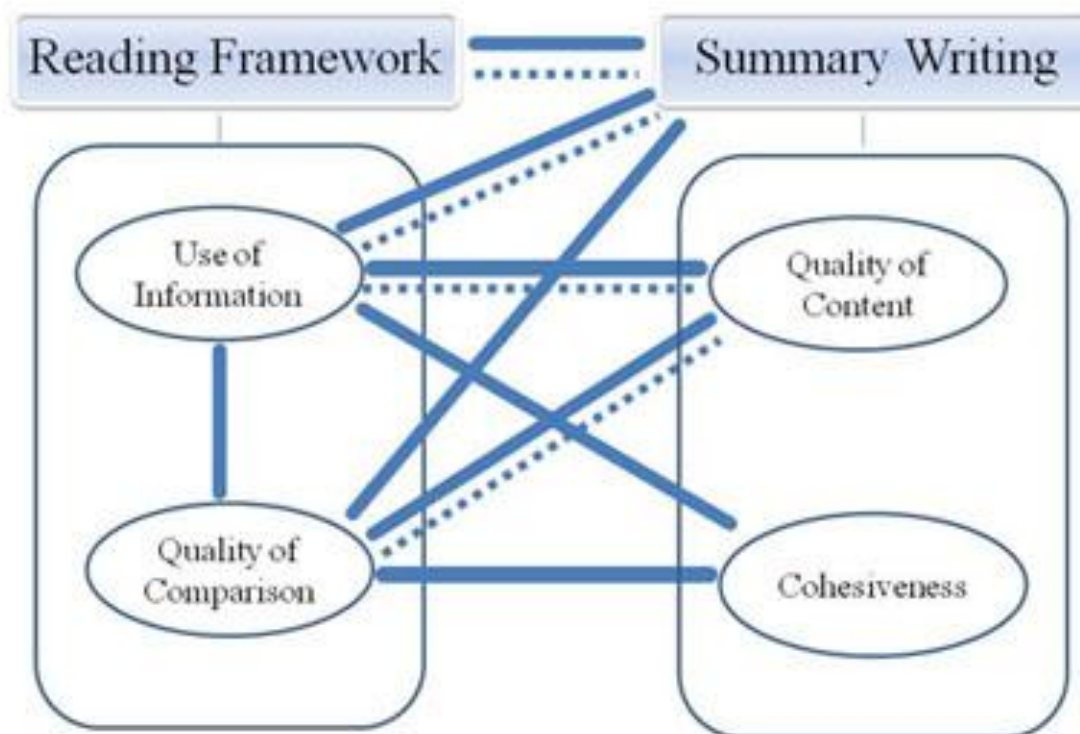 Reading Framework
Summary Writing
Use of
Information
Quality of
Content
Quality of
Comparison
Cohesiveness